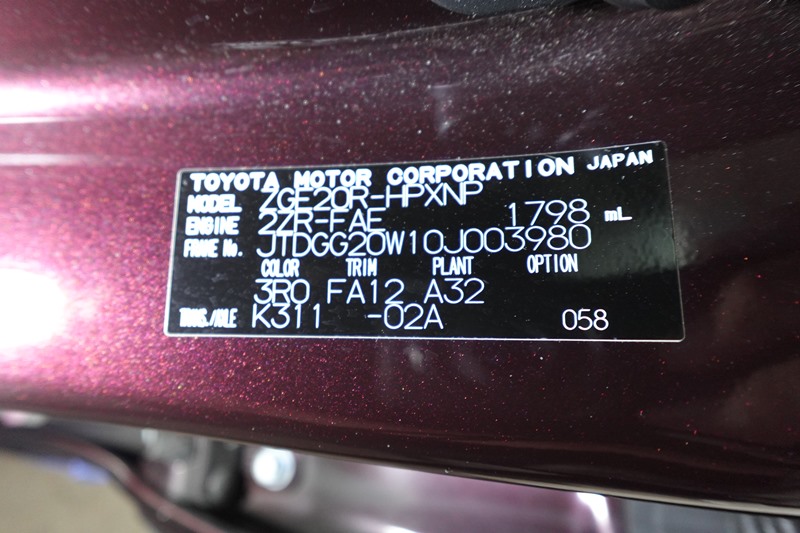 TOYOTA MOTOR CORPORATION JAPAN
MODEL ZGE20R-HPXNP
ENGINE 2ZR-FAE 1798 mL
FRAME No. JTDGG20W10J003980
COLOR TRIM PLANT OPTION
3R0 FA12 A32
TRANS./AXLE K311 -02A 058